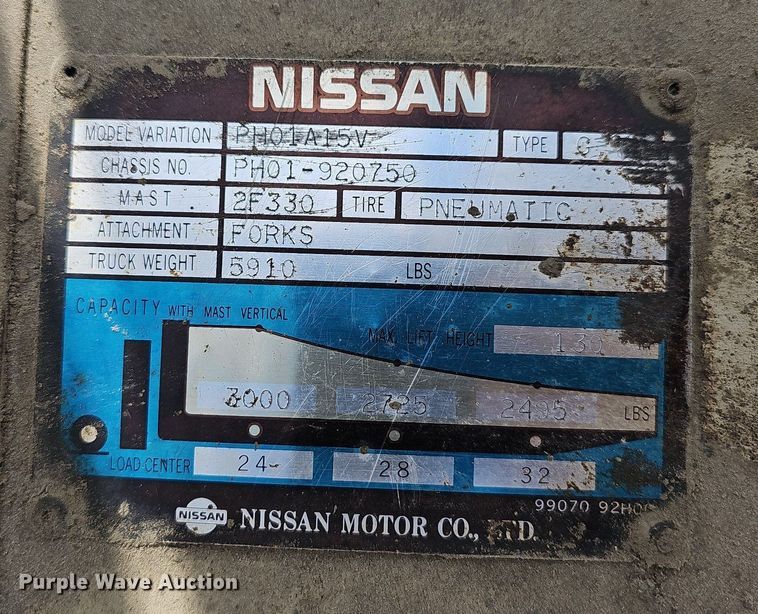 NISSAN
MODEL VARIATION PH01A15V TYPE
CHASSIS NO. PH01-920750
MAST 2F330 TIRE PNEUMATIC
ATTACHMENT FORKS
TRUCK WEIGHT 5910 LBS
CAPACITY WITH MAST VERTICAL
MAX. LIFT HEIGHT 130
3000 2725 2495 LBS
LOAD CENTER 24 28 32
99070
NISSAN NISSAN MOTOR CO., LTD.
Purple Wave Auction